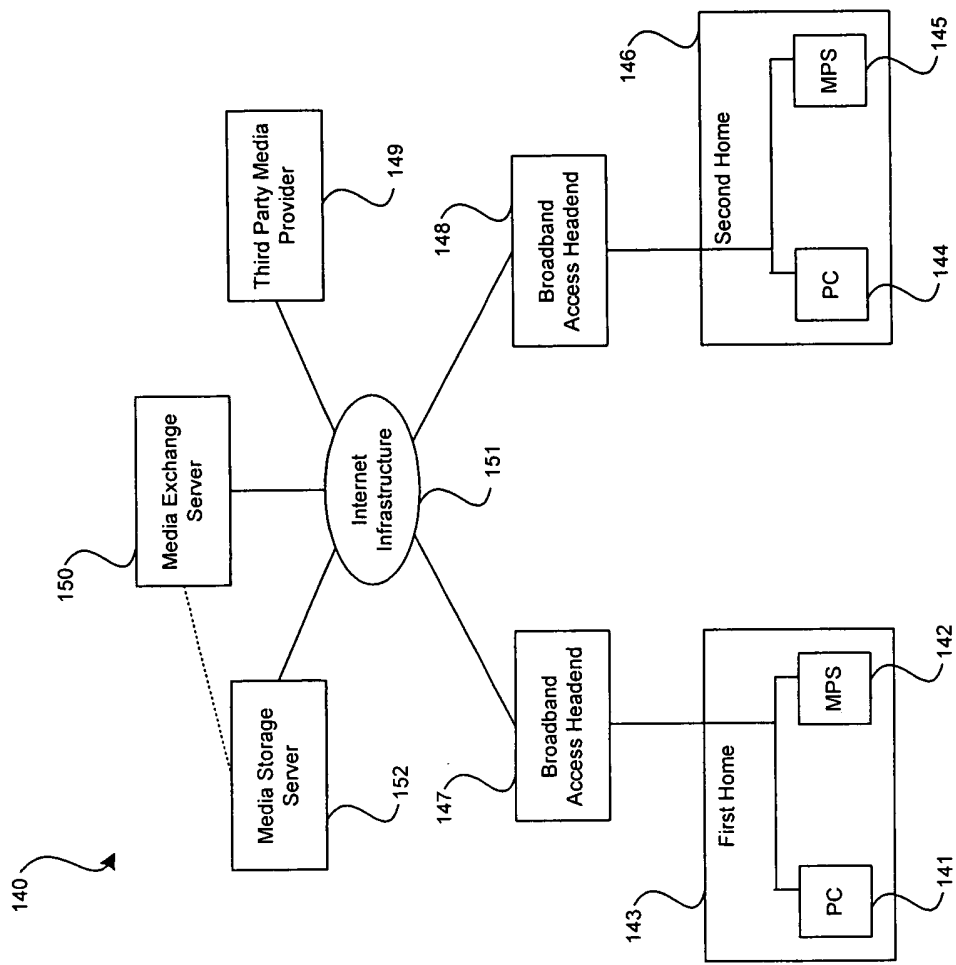 140
150
Media Exchange
Server
Third Party Media
Provider
149
Media Storage
Server
152
Internet
Infrastructure
151
147
Broadband
Access Headend
148
Broadband
Access Headend
143
First Home
PC
141
MPS
142
146
Second Home
PC
144
MPS
145